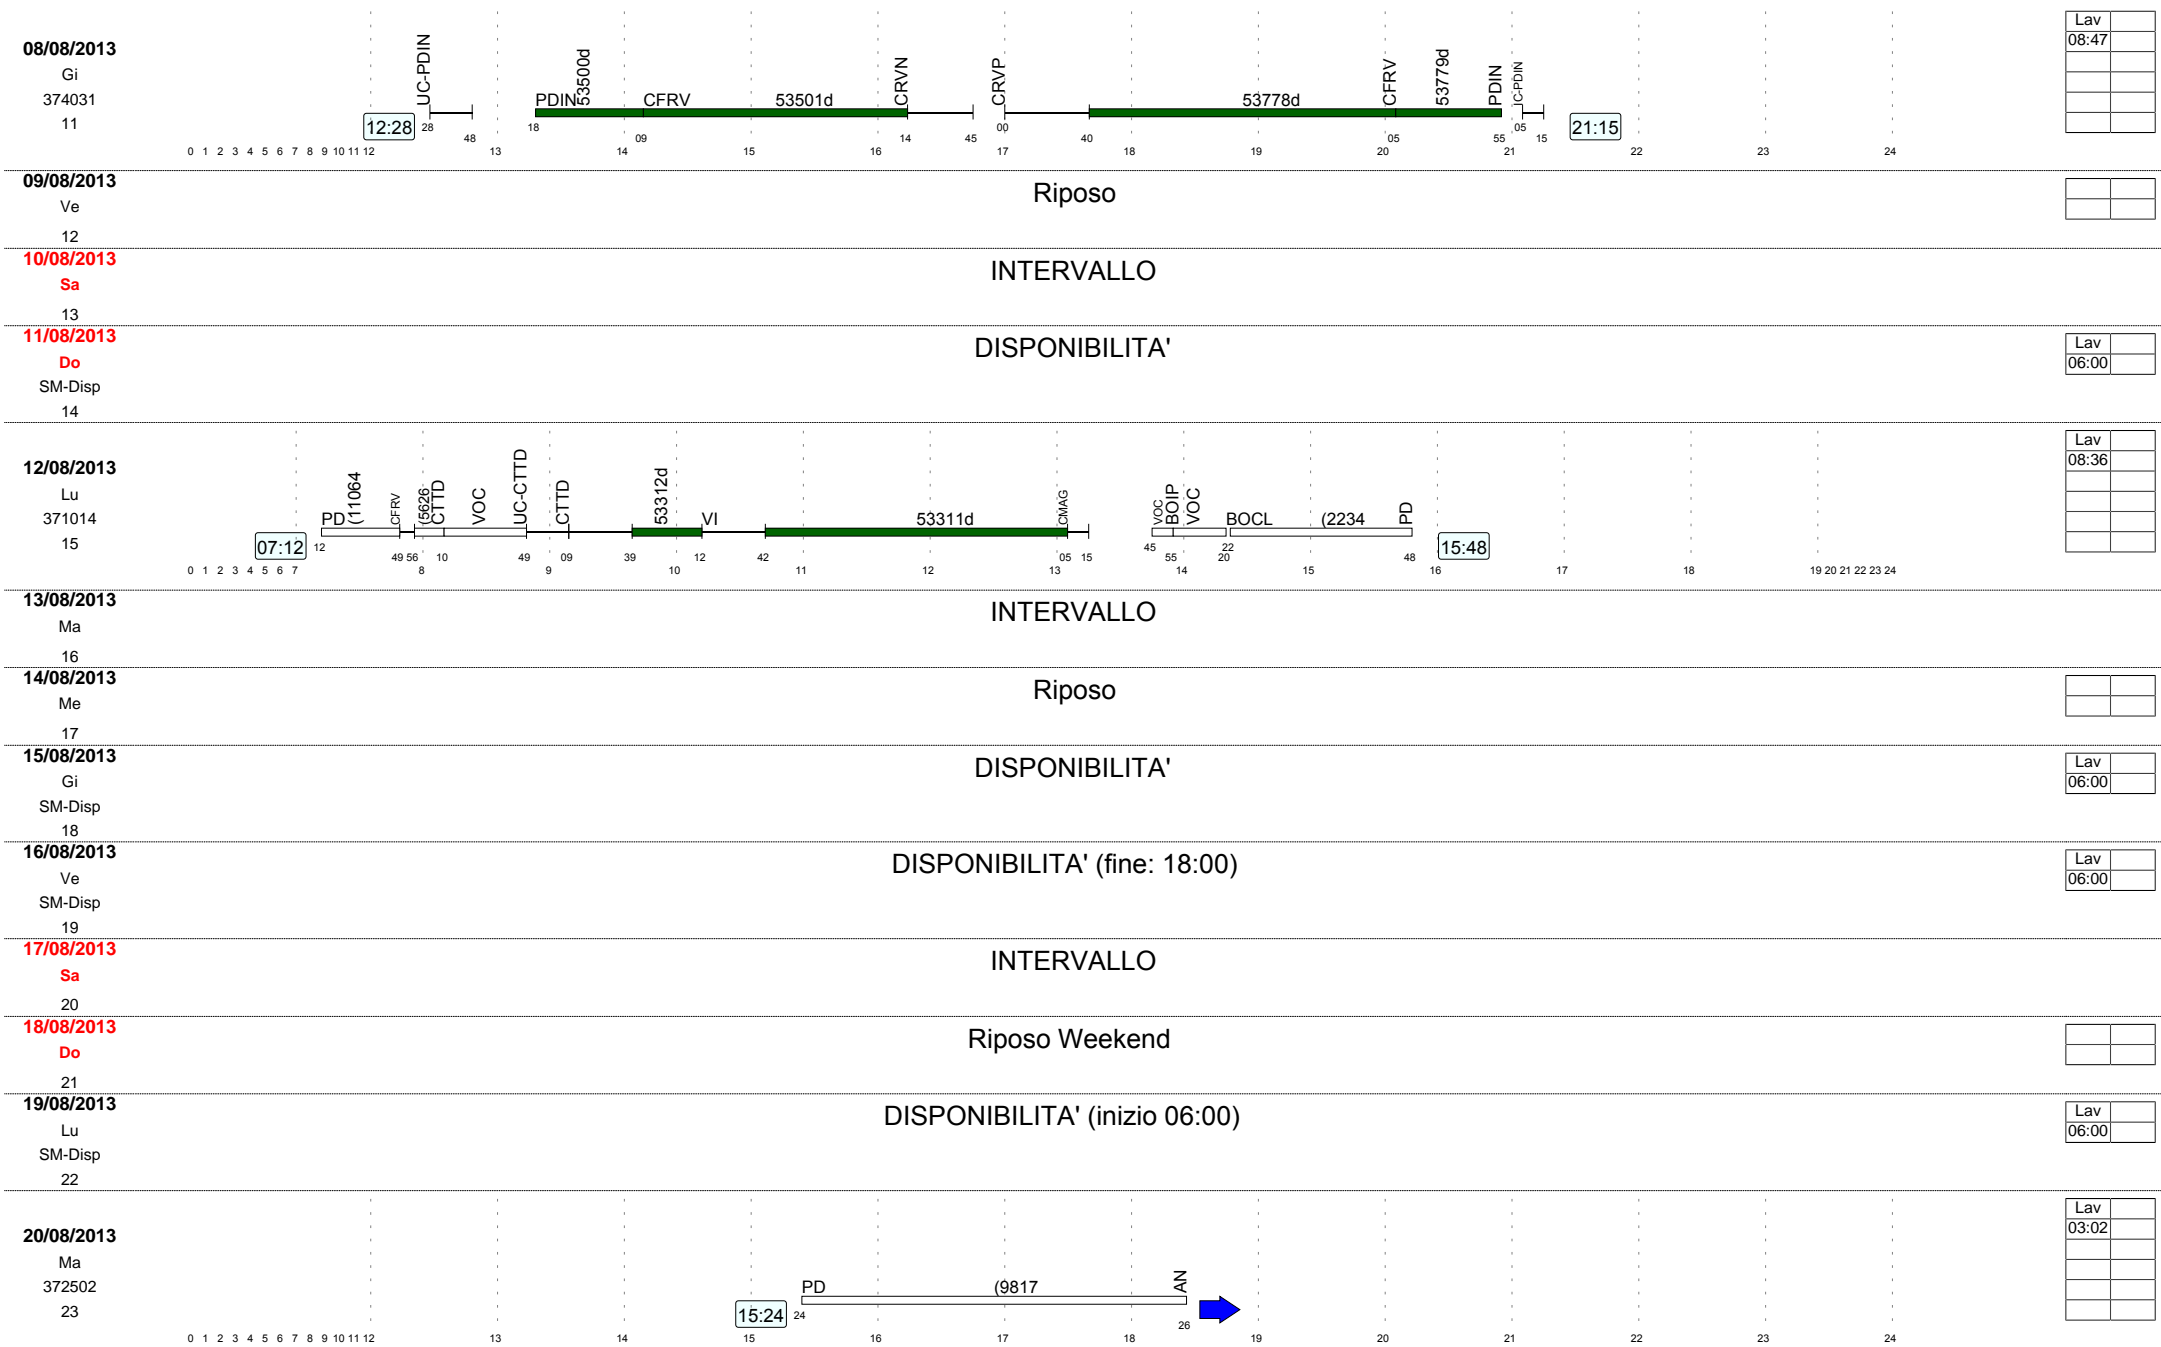 08/08/2013
Gi
374031
11
12:28
UC-PDIN
28 48
PDIN 53500d CFRV 53501d CRVN
18 09 14 45
CRVP 53778d CFRV 53779d PDIN
00 40 05 55
05 15
21:15
0 1 2 3 4 5 6 7 8 9 10 11 12 13 14 15 16 17 18 19 20 21 22 23 24
Lav
08:47
09/08/2013
Ve
12
Riposo
10/08/2013
Sa
13
INTERVALLO
11/08/2013
Do
SM-Disp
14
DISPONIBILITA'
Lav
06:00
12/08/2013
Lu
371014
15
07:12
PD (11064 CFRV (5626 CTTD VOC UC-CTTD CTTD 53312d VI 53311d CMAG
12 49 56 10 49 09 39 12 42 05 15
VOC BOIP VOC BOCL (2234 PD
45 55 20 22 48
15:48
0 1 2 3 4 5 6 7 8 9 10 11 12 13 14 15 16 17 18 19 20 21 22 23 24
Lav
08:36
13/08/2013
Ma
16
INTERVALLO
14/08/2013
Me
17
Riposo
15/08/2013
Gi
SM-Disp
18
DISPONIBILITA'
Lav
06:00
16/08/2013
Ve
SM-Disp
19
DISPONIBILITA' (fine: 18:00)
Lav
06:00
17/08/2013
Sa
20
INTERVALLO
18/08/2013
Do
21
Riposo Weekend
19/08/2013
Lu
SM-Disp
22
DISPONIBILITA' (inizio 06:00)
Lav
06:00
20/08/2013
Ma
372502
23
15:24
PD (9817 AN
24 26
0 1 2 3 4 5 6 7 8 9 10 11 12 13 14 15 16 17 18 19 20 21 22 23 24
Lav
03:02